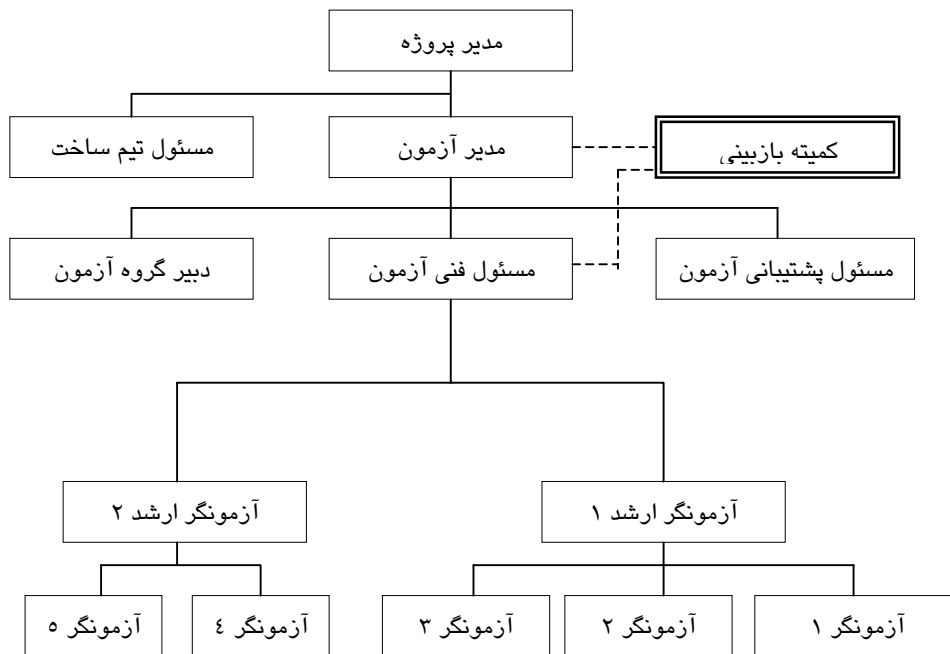 مدیر پروژه
کمیته بازبینی
مدیر آزمون
مسئول تیم ساخت
مسئول پشتیبانی آزمون
مسئول فنی آزمون
دبیر گروه آزمون
آزمونگر ارشد ۱
آزمونگر ارشد ۲
آزمونگر ۱
آزمونگر ۲
آزمونگر ۳
آزمونگر ٤
آزمونگر ٥